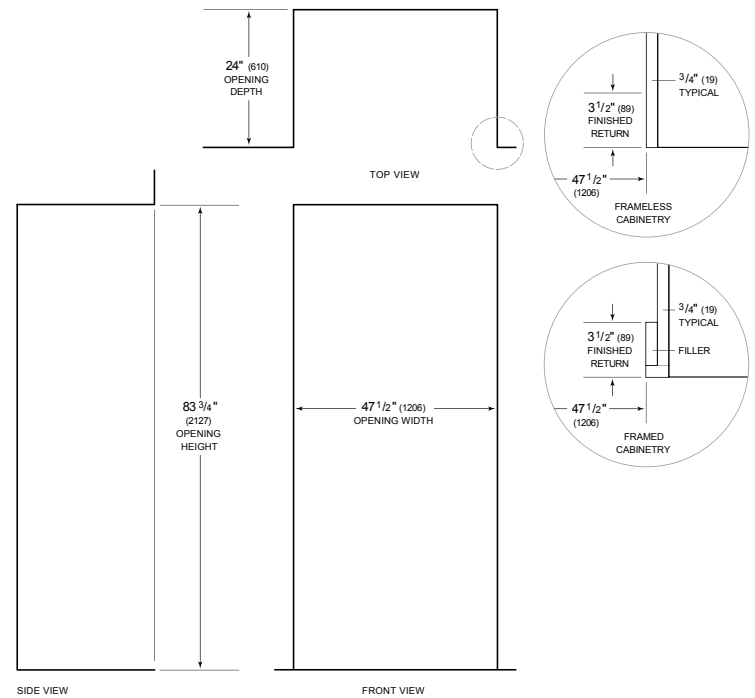 24" (610)
OPENING
DEPTH
TOP VIEW
3/4" (19)
TYPICAL
3 1/2" (89)
FINISHED
RETURN
47 1/2"
(1206)
FRAMELESS
CABINETRY
3/4" (19)
TYPICAL
3 1/2" (89)
FINISHED
RETURN
FILLER
47 1/2"
(1206)
FRAMED
CABINETRY
83 3/4"
(2127)
OPENING
HEIGHT
47 1/2" (1206)
OPENING WIDTH
SIDE VIEW
FRONT VIEW